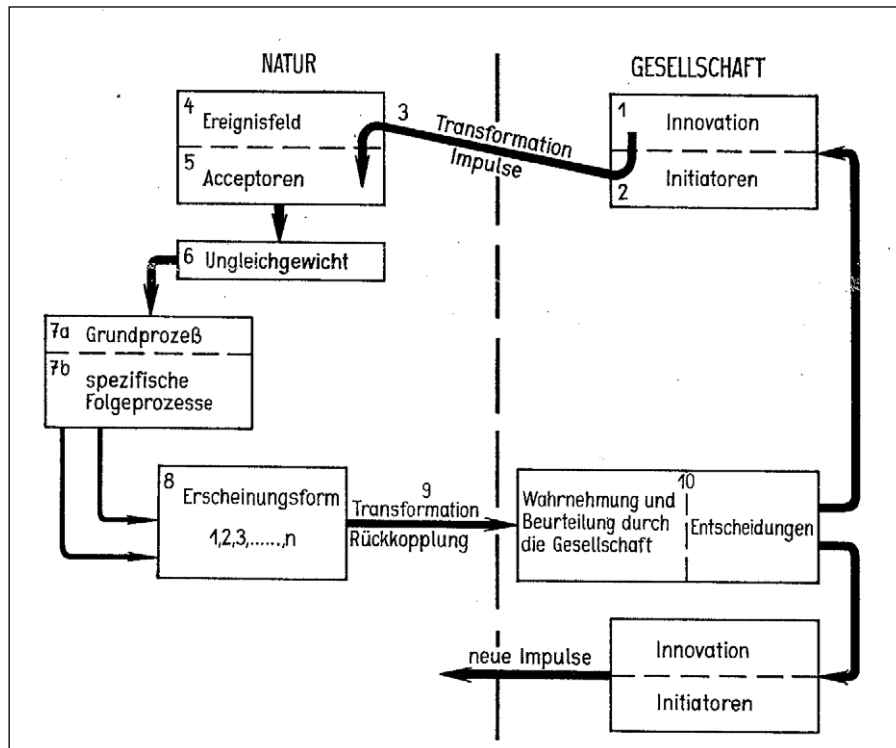 NATUR
GESELLSCHAFT
4
Ereignisfeld
5
Acceptoren
3
Transformation
Impulse
1
Innovation
2
Initiatoren
6 Ungleichgewicht
7a Grundprozeß
7b
spezifische
Folgeprozesse
8
Erscheinungsform
1,2,3,......,n
9
Transformation
Rückkopplung
10
Wahrnehmung und
Beurteilung durch
die Gesellschaft
Entscheidungen
neue Impulse
Innovation
Initiatoren